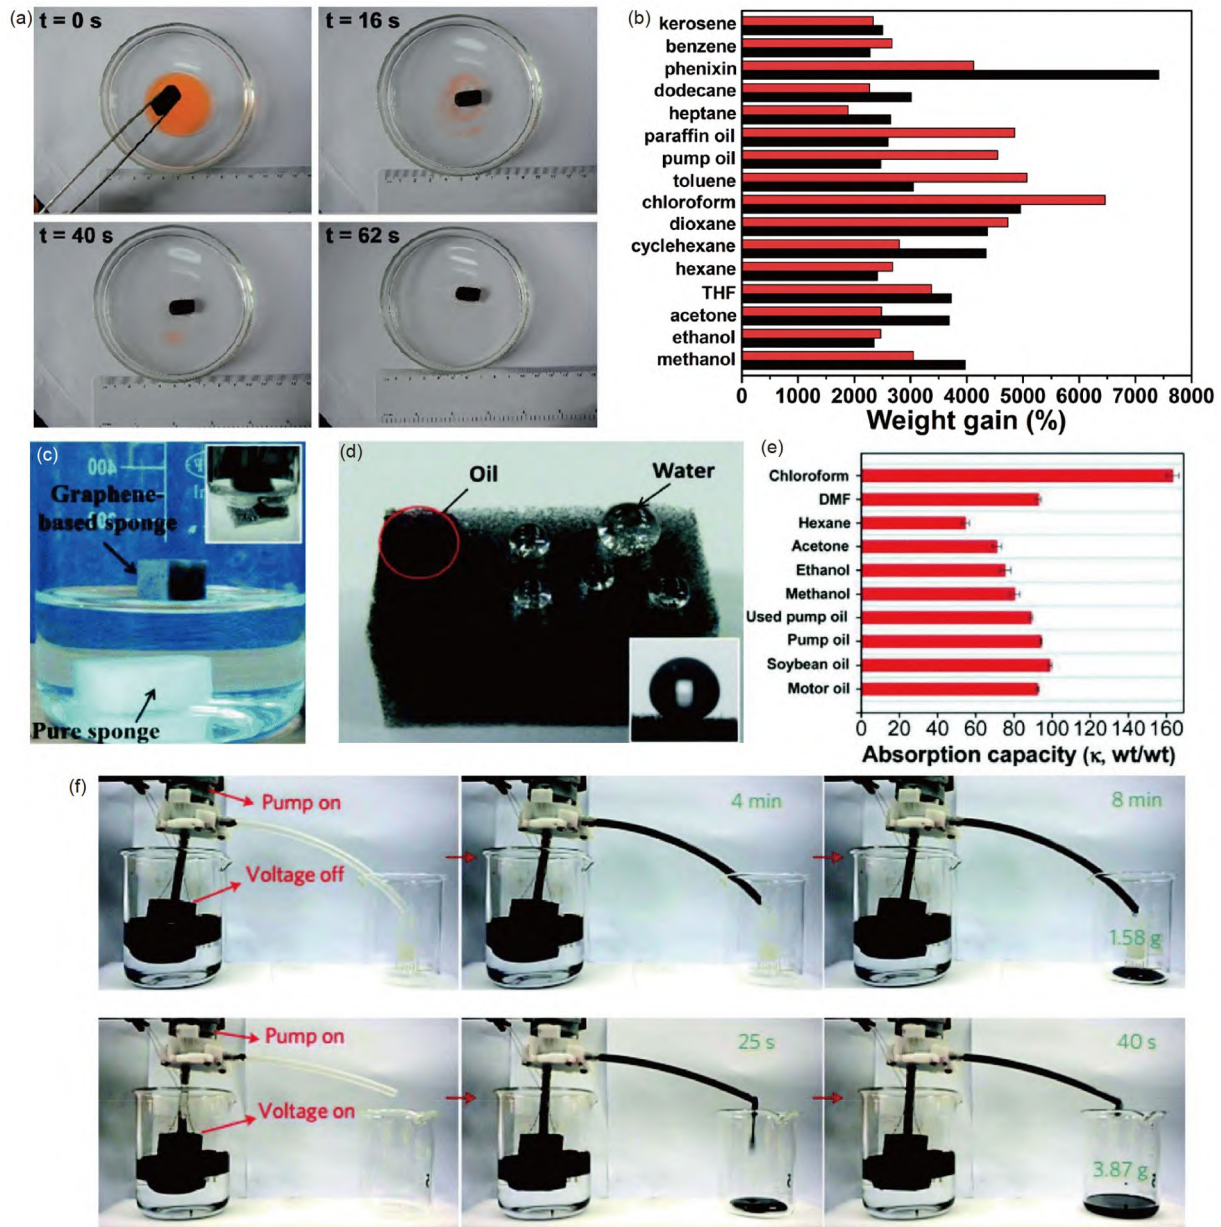 (a)
t = 0 s
t = 16 s
t = 40 s
t = 62 s
(b)
kerosene
benzene
phenixin
dodecane
heptane
paraffin oil
pump oil
toluene
chloroform
dioxane
cyclehexane
hexane
THF
acetone
ethanol
methanol
0 1000 2000 3000 4000 5000 6000 7000 8000
Weight gain (%)
(c)
400
Graphene-
based sponge
Pure sponge
(d)
Oil
Water
(e)
Chloroform
DMF
Hexane
Acetone
Ethanol
Methanol
Used pump oil
Pump oil
Soybean oil
Motor oil
0 20 40 60 80 100 120 140 160
Absorption capacity (κ, wt/wt)
(f)
Pump on
Voltage off
4 min
8 min
1.58 g
Pump on
Voltage on
25 s
40 s
3.87 g